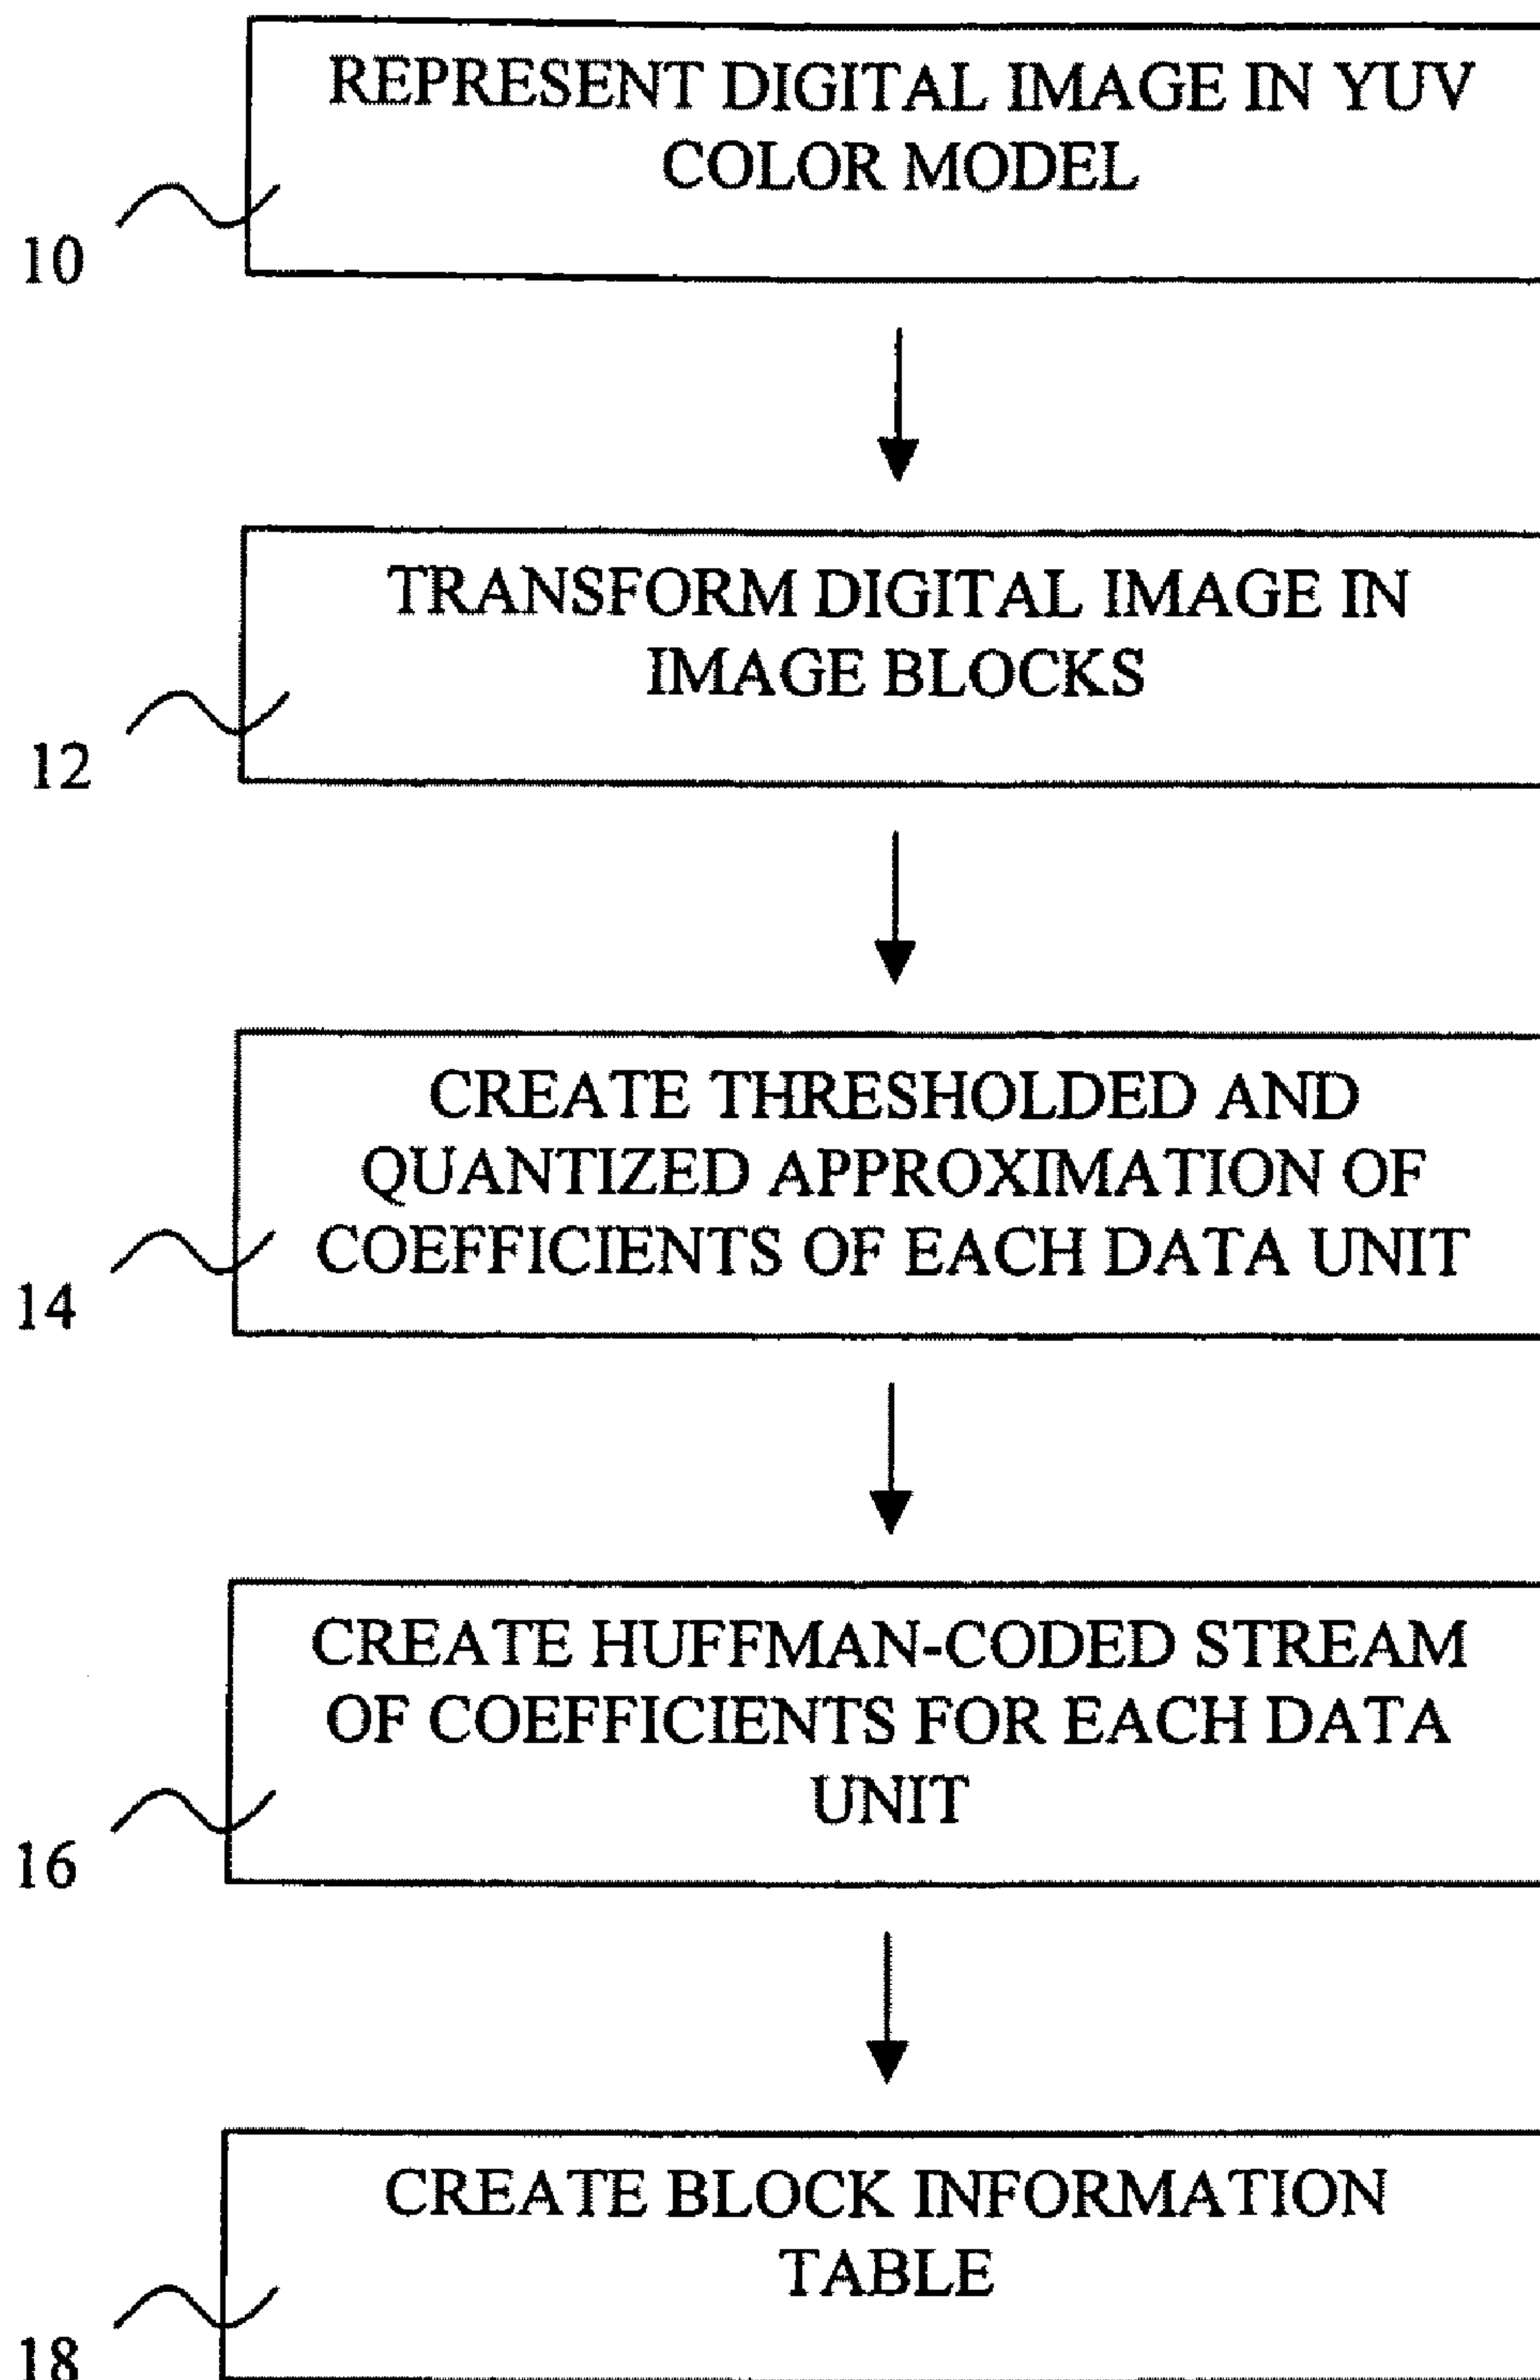 REPRESENT DIGITAL IMAGE IN YUV
COLOR MODEL
10
TRANSFORM DIGITAL IMAGE IN
IMAGE BLOCKS
12
CREATE THRESHOLDED AND
QUANTIZED APPROXIMATION OF
COEFFICIENTS OF EACH DATA UNIT
14
CREATE HUFFMAN-CODED STREAM
OF COEFFICIENTS FOR EACH DATA
UNIT
16
CREATE BLOCK INFORMATION
TABLE
18